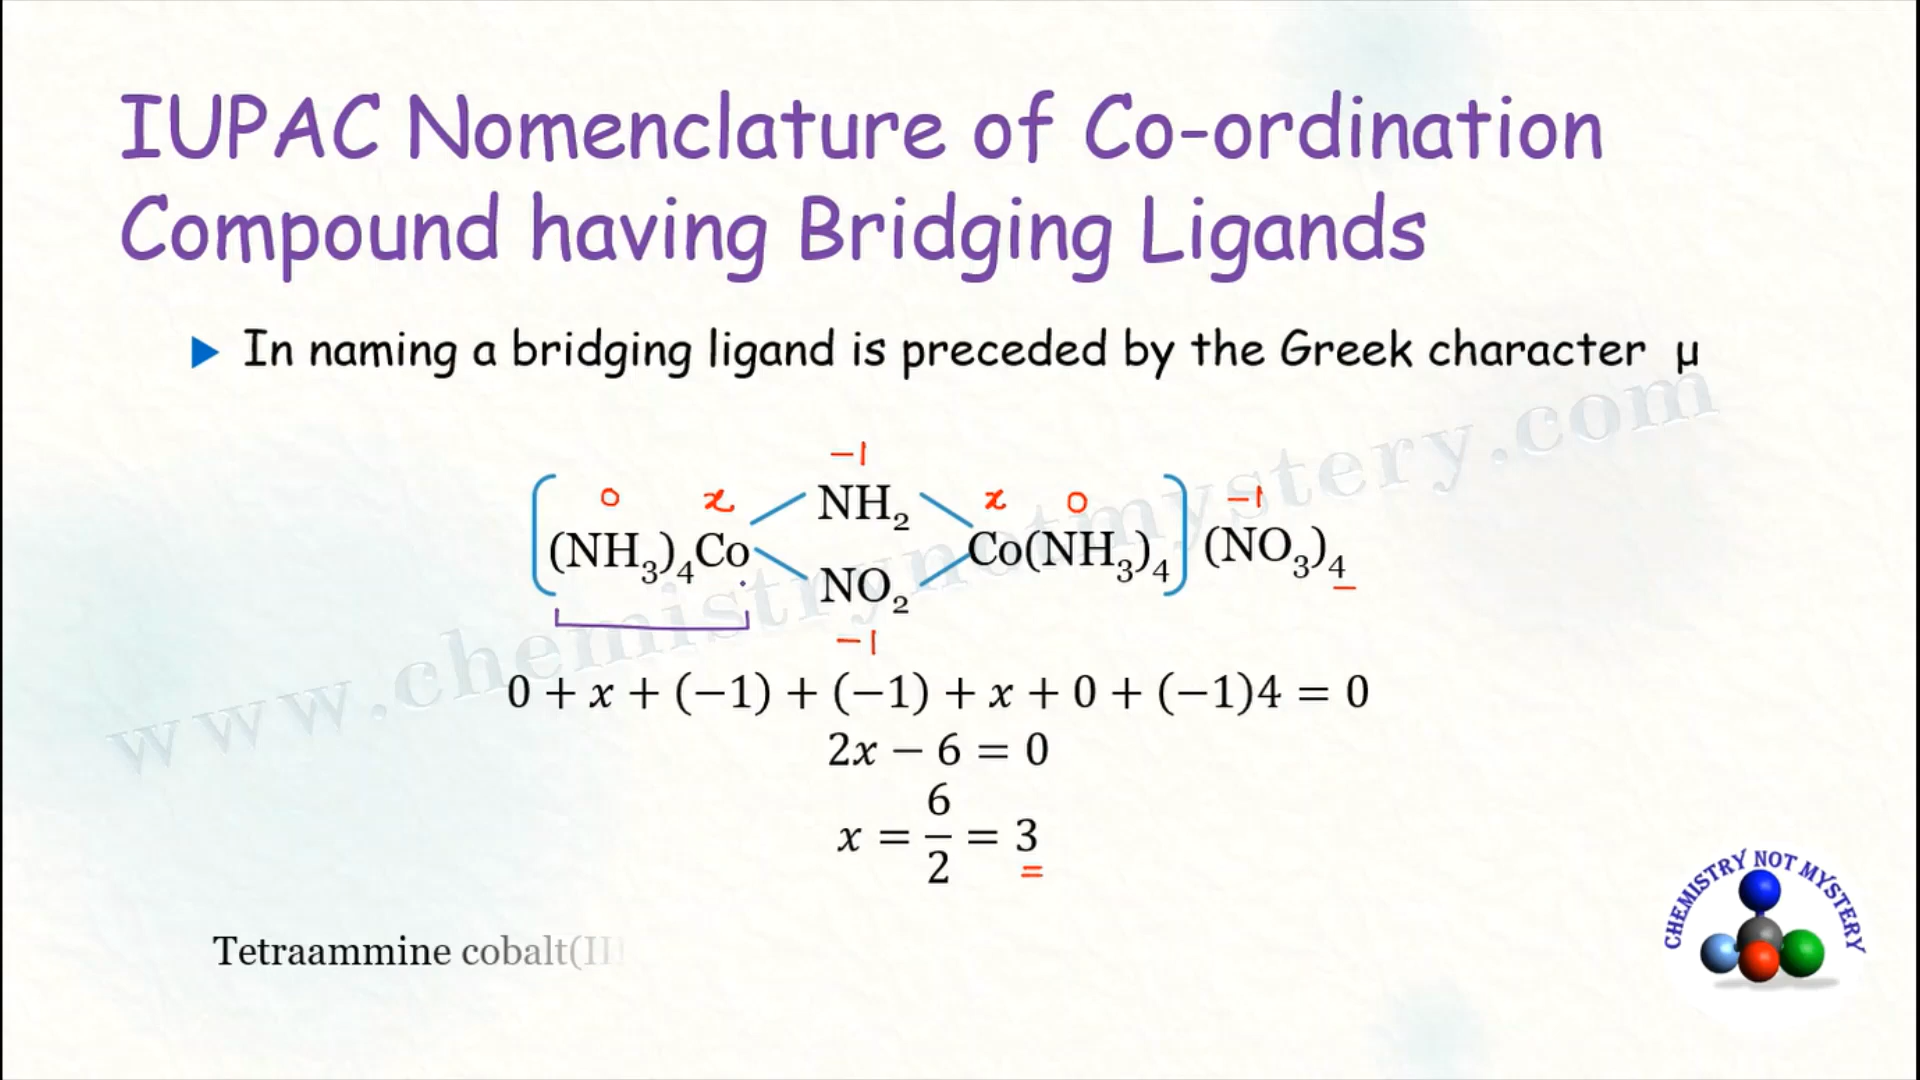 IUPAC Nomenclature of Co-ordination
Compound having Bridging Ligands
In naming a bridging ligand is preceded by the Greek character μ
−1
0 x NH₂ x 0 −1
[(NH₃)₄Co Co(NH₃)₄] (NO₃)₄
NO₂
−1
0 + x + (−1) + (−1) + x + 0 + (−1)4 = 0
2x − 6 = 0
x = 6/2 = 3
Tetraammine cobalt(II
www.chemistrynotmystery.com
CHEMISTRY NOT MYSTERY